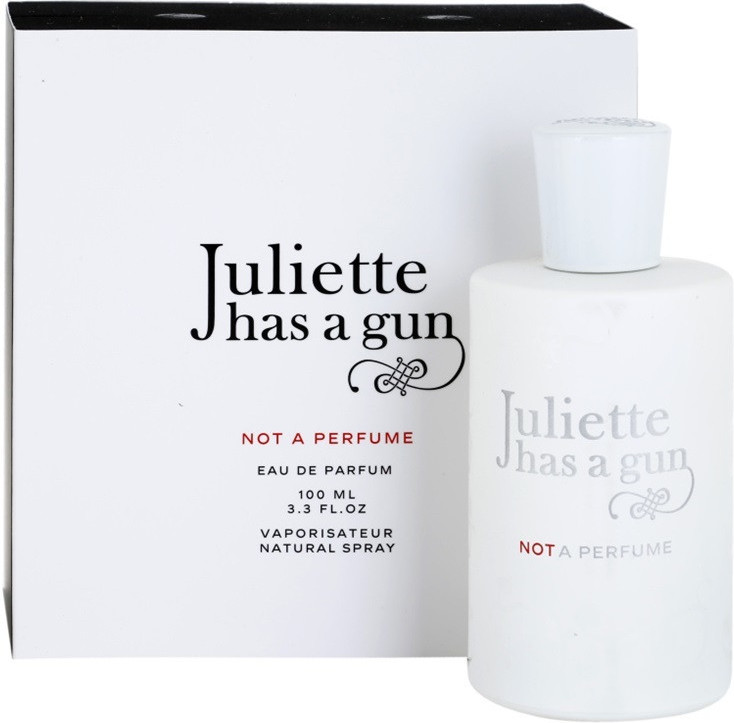 Juliette
has a gun
NOT A PERFUME
EAU DE PARFUM
100 ML
3.3 FL.OZ
VAPORISATEUR
NATURAL SPRAY
Juliette
has a gun
NOT A PERFUME